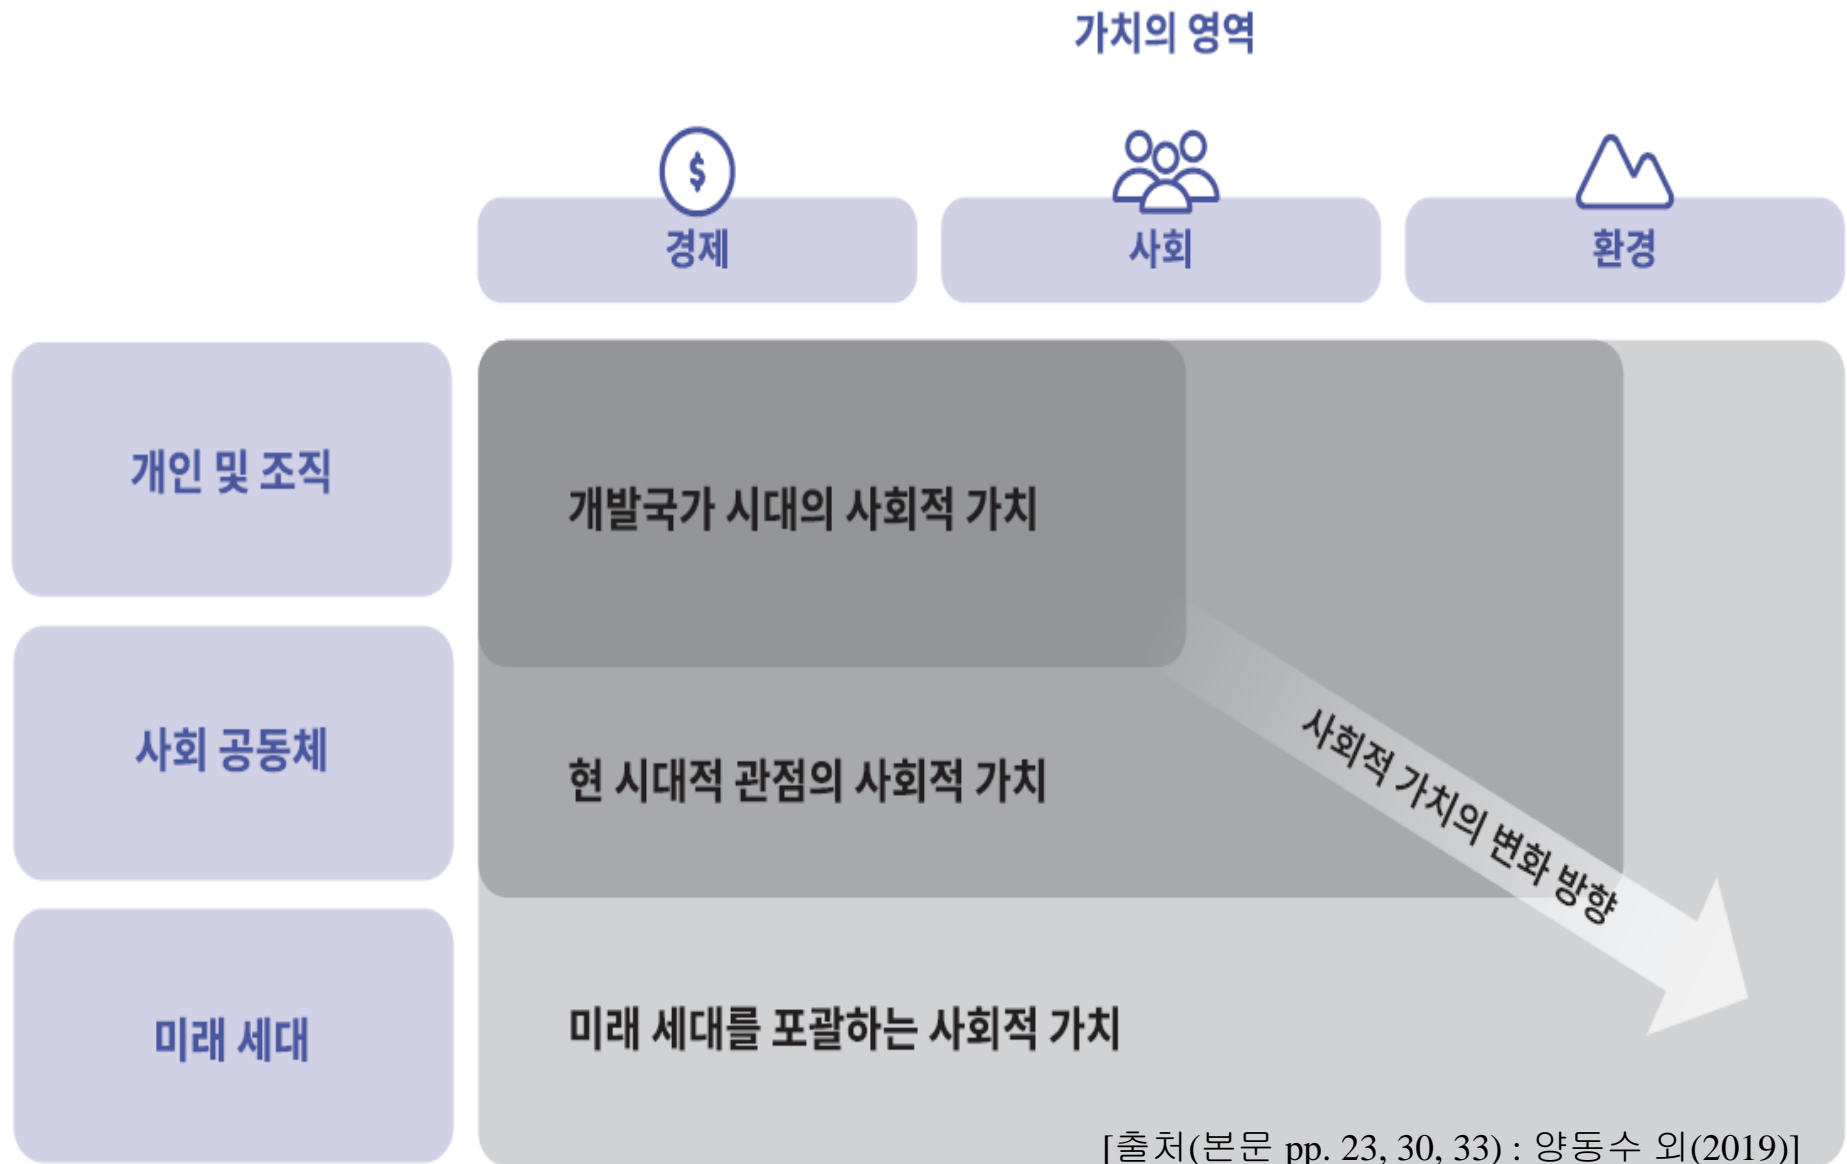 가치의 영역
$
경제
사회
환경
개인 및 조직
개발국가 시대의 사회적 가치
사회 공동체
현 시대적 관점의 사회적 가치
사회적 가치의 변화 방향
미래 세대
미래 세대를 포괄하는 사회적 가치
[출처(본문 pp. 23, 30, 33) : 양동수 외(2019)]